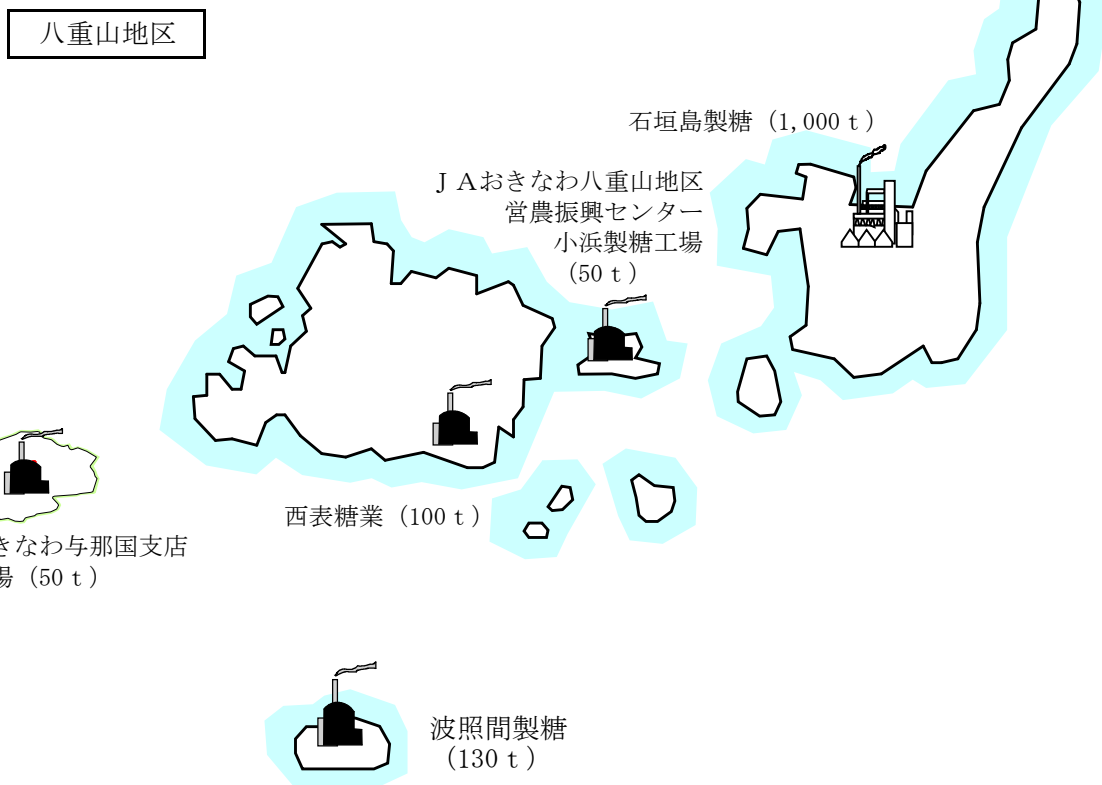 八重山地区
石垣島製糖（1,000ｔ）
ＪＡおきなわ八重山地区
営農振興センター
小浜製糖工場
（50ｔ）
西表糖業（100ｔ）
きなわ与那国支店
場（50ｔ）
波照間製糖
（130ｔ）